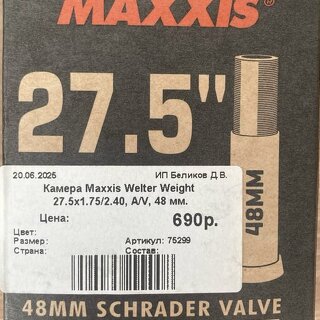 MAXXIS
27.5"
48MM
20.06.2025 ИП Беликов Д.В.
Камера Maxxis Welter Weight
27.5x1.75/2.40, A/V, 48 мм.
Цена: 690р.
Цвет:
Размер: Артикул: 75299
Страна: Состав:
48MM SCHRADER VALVE